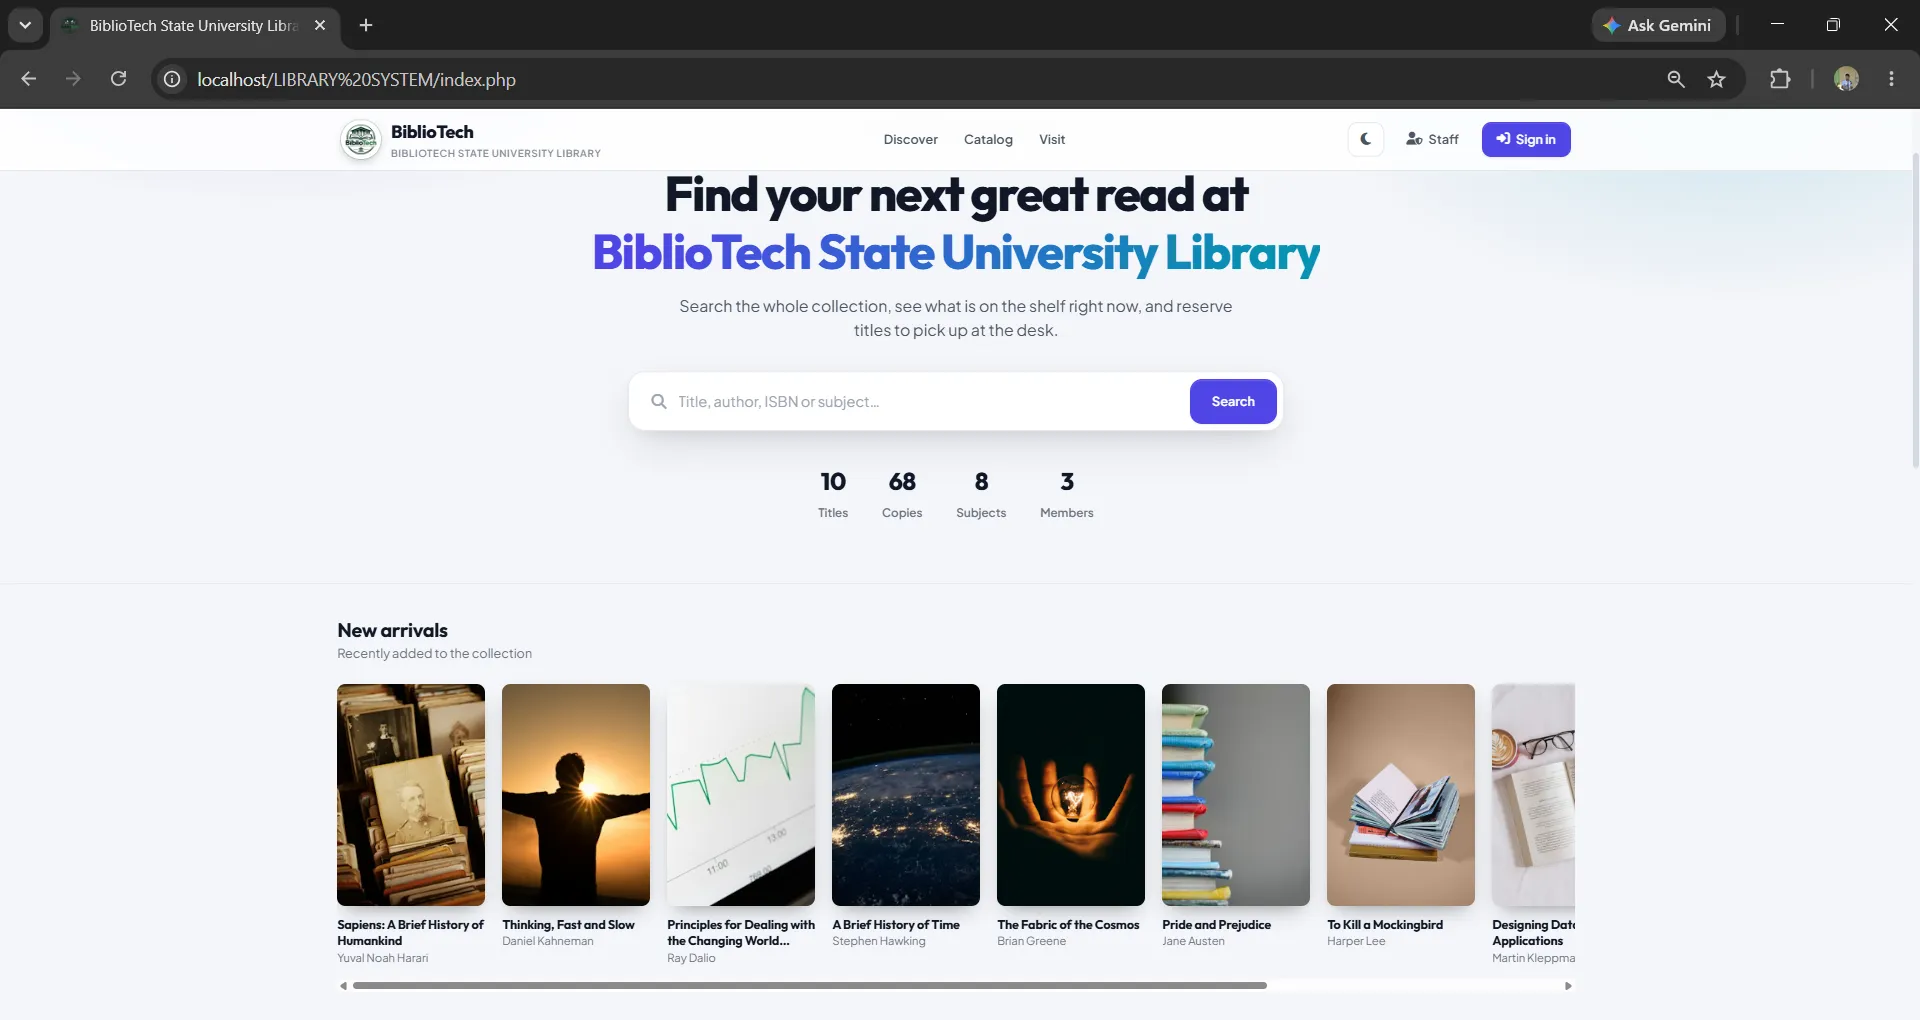 BiblioTech State University Libra
Ask Gemini
localhost/LIBRARY%20SYSTEM/index.php
BiblioTech
BIBLIOTECH STATE UNIVERSITY LIBRARY
Discover
Catalog
Visit
Staff
Sign in
Find your next great read at
BiblioTech State University Library
Search the whole collection, see what is on the shelf right now, and reserve
titles to pick up at the desk.
Title, author, ISBN or subject...
Search
10
68
8
3
Titles
Copies
Subjects
Members
New arrivals
Recently added to the collection
11:00
13:00
Sapiens: A Brief History of
Humankind
Yuval Noah Harari
Thinking, Fast and Slow
Daniel Kahneman
Principles for Dealing with
the Changing World...
Ray Dalio
A Brief History of Time
Stephen Hawking
The Fabric of the Cosmos
Brian Greene
Pride and Prejudice
Jane Austen
To Kill a Mockingbird
Harper Lee
Designing Data
Applications
Martin Kleppma